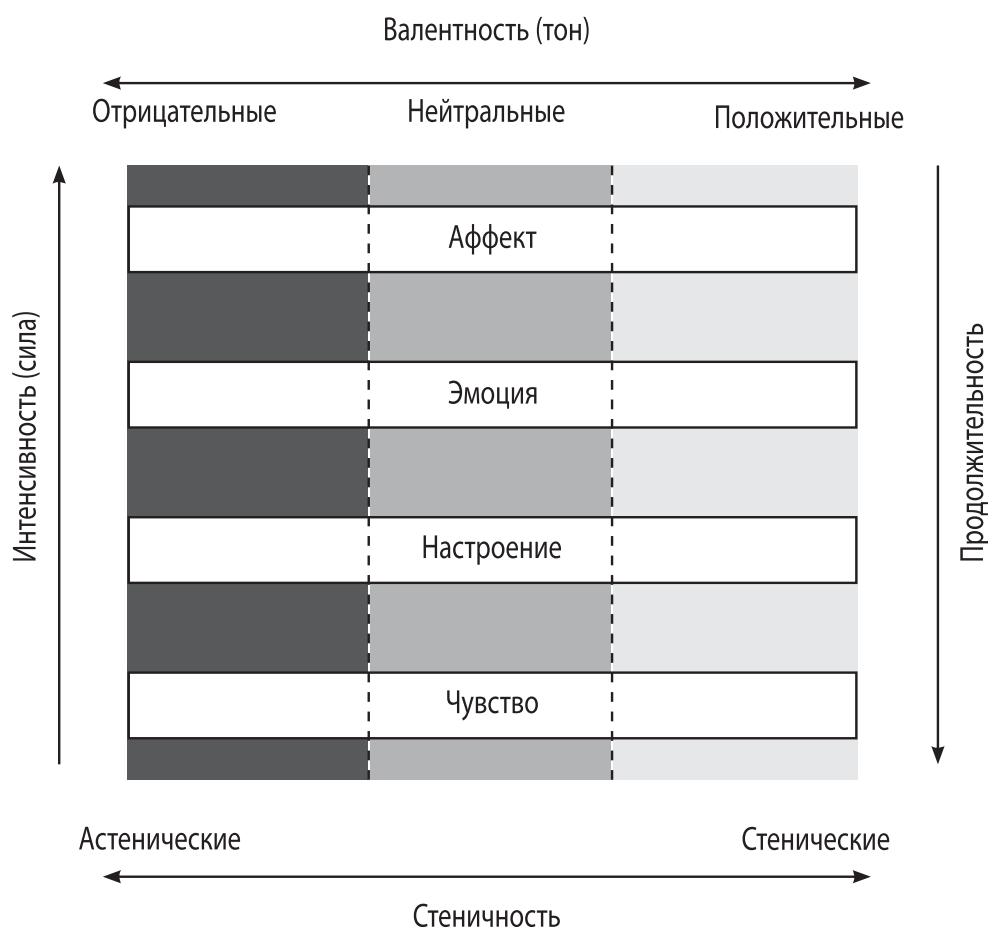 Валентность (тон)
Отрицательные
Нейтральные
Положительные
Интенсивность (сила)
Аффект
Эмоция
Настроение
Чувство
Продолжительность
Астенические
Стенические
Стеничность